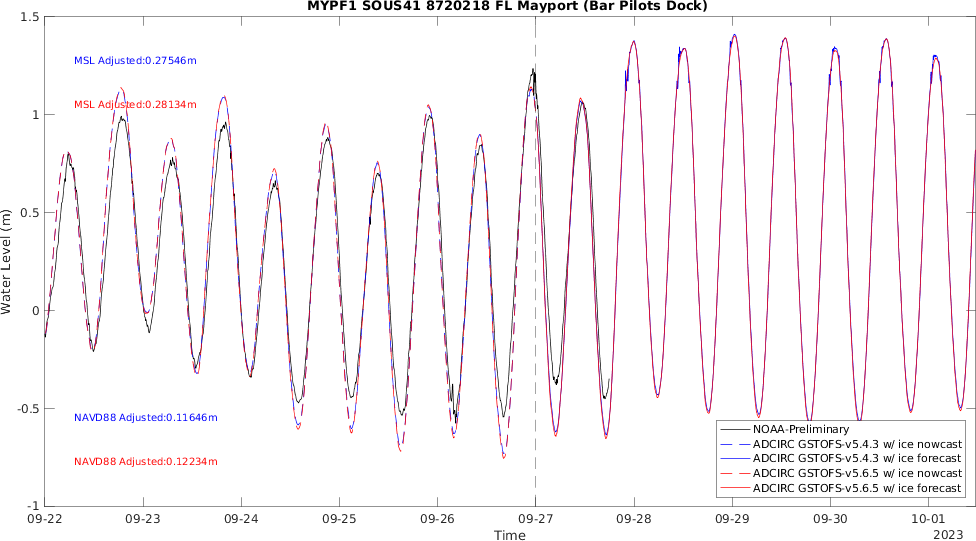 MYPF1 SOUS41 8720218 FL Mayport (Bar Pilots Dock)
1.5
1
0.5
0
-0.5
-1
Water Level (m)
MSL Adjusted:0.27546m
MSL Adjusted:0.28134m
NAVD88 Adjusted:0.11646m
NAVD88 Adjusted:0.12234m
NOAA-Preliminary
ADCIRC GSTOFS-v5.4.3 w/ ice nowcast
ADCIRC GSTOFS-v5.4.3 w/ ice forecast
ADCIRC GSTOFS-v5.6.5 w/ ice nowcast
ADCIRC GSTOFS-v5.6.5 w/ ice forecast
09-22 09-23 09-24 09-25 09-26 09-27 09-28 09-29 09-30 10-01
Time
2023